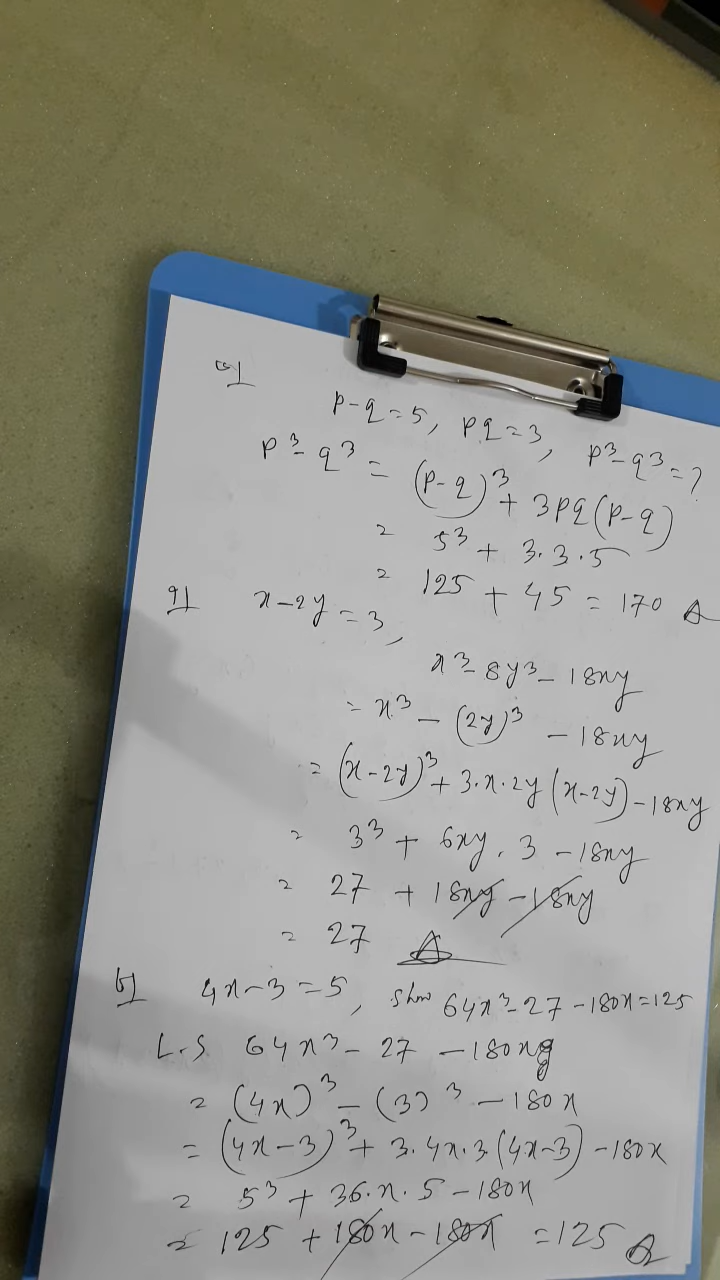 p-q=5, pq=3, p³-q³=?
p³-q³ = (p-q)³ + 3pq(p-q)
= 5³ + 3.3.5
= 125 + 45 = 170
9] x-2y=3,
x³-8y³-18xy
= x³ - (2y)³ - 18xy
= (x-2y)³ + 3.x.2y(x-2y) - 18xy
= 3³ + 6xy.3 - 18xy
= 27 + 18xy - 18xy
= 27 A
b] 4x-3=5, show 64x³-27-180x=125
L.S 64x³ - 27 - 180x
= (4x)³ - (3)³ - 180x
= (4x-3)³ + 3.4x.3(4x-3) - 180x
= 5³ + 36.x.5 - 180x
= 125 + 180x - 180x = 125